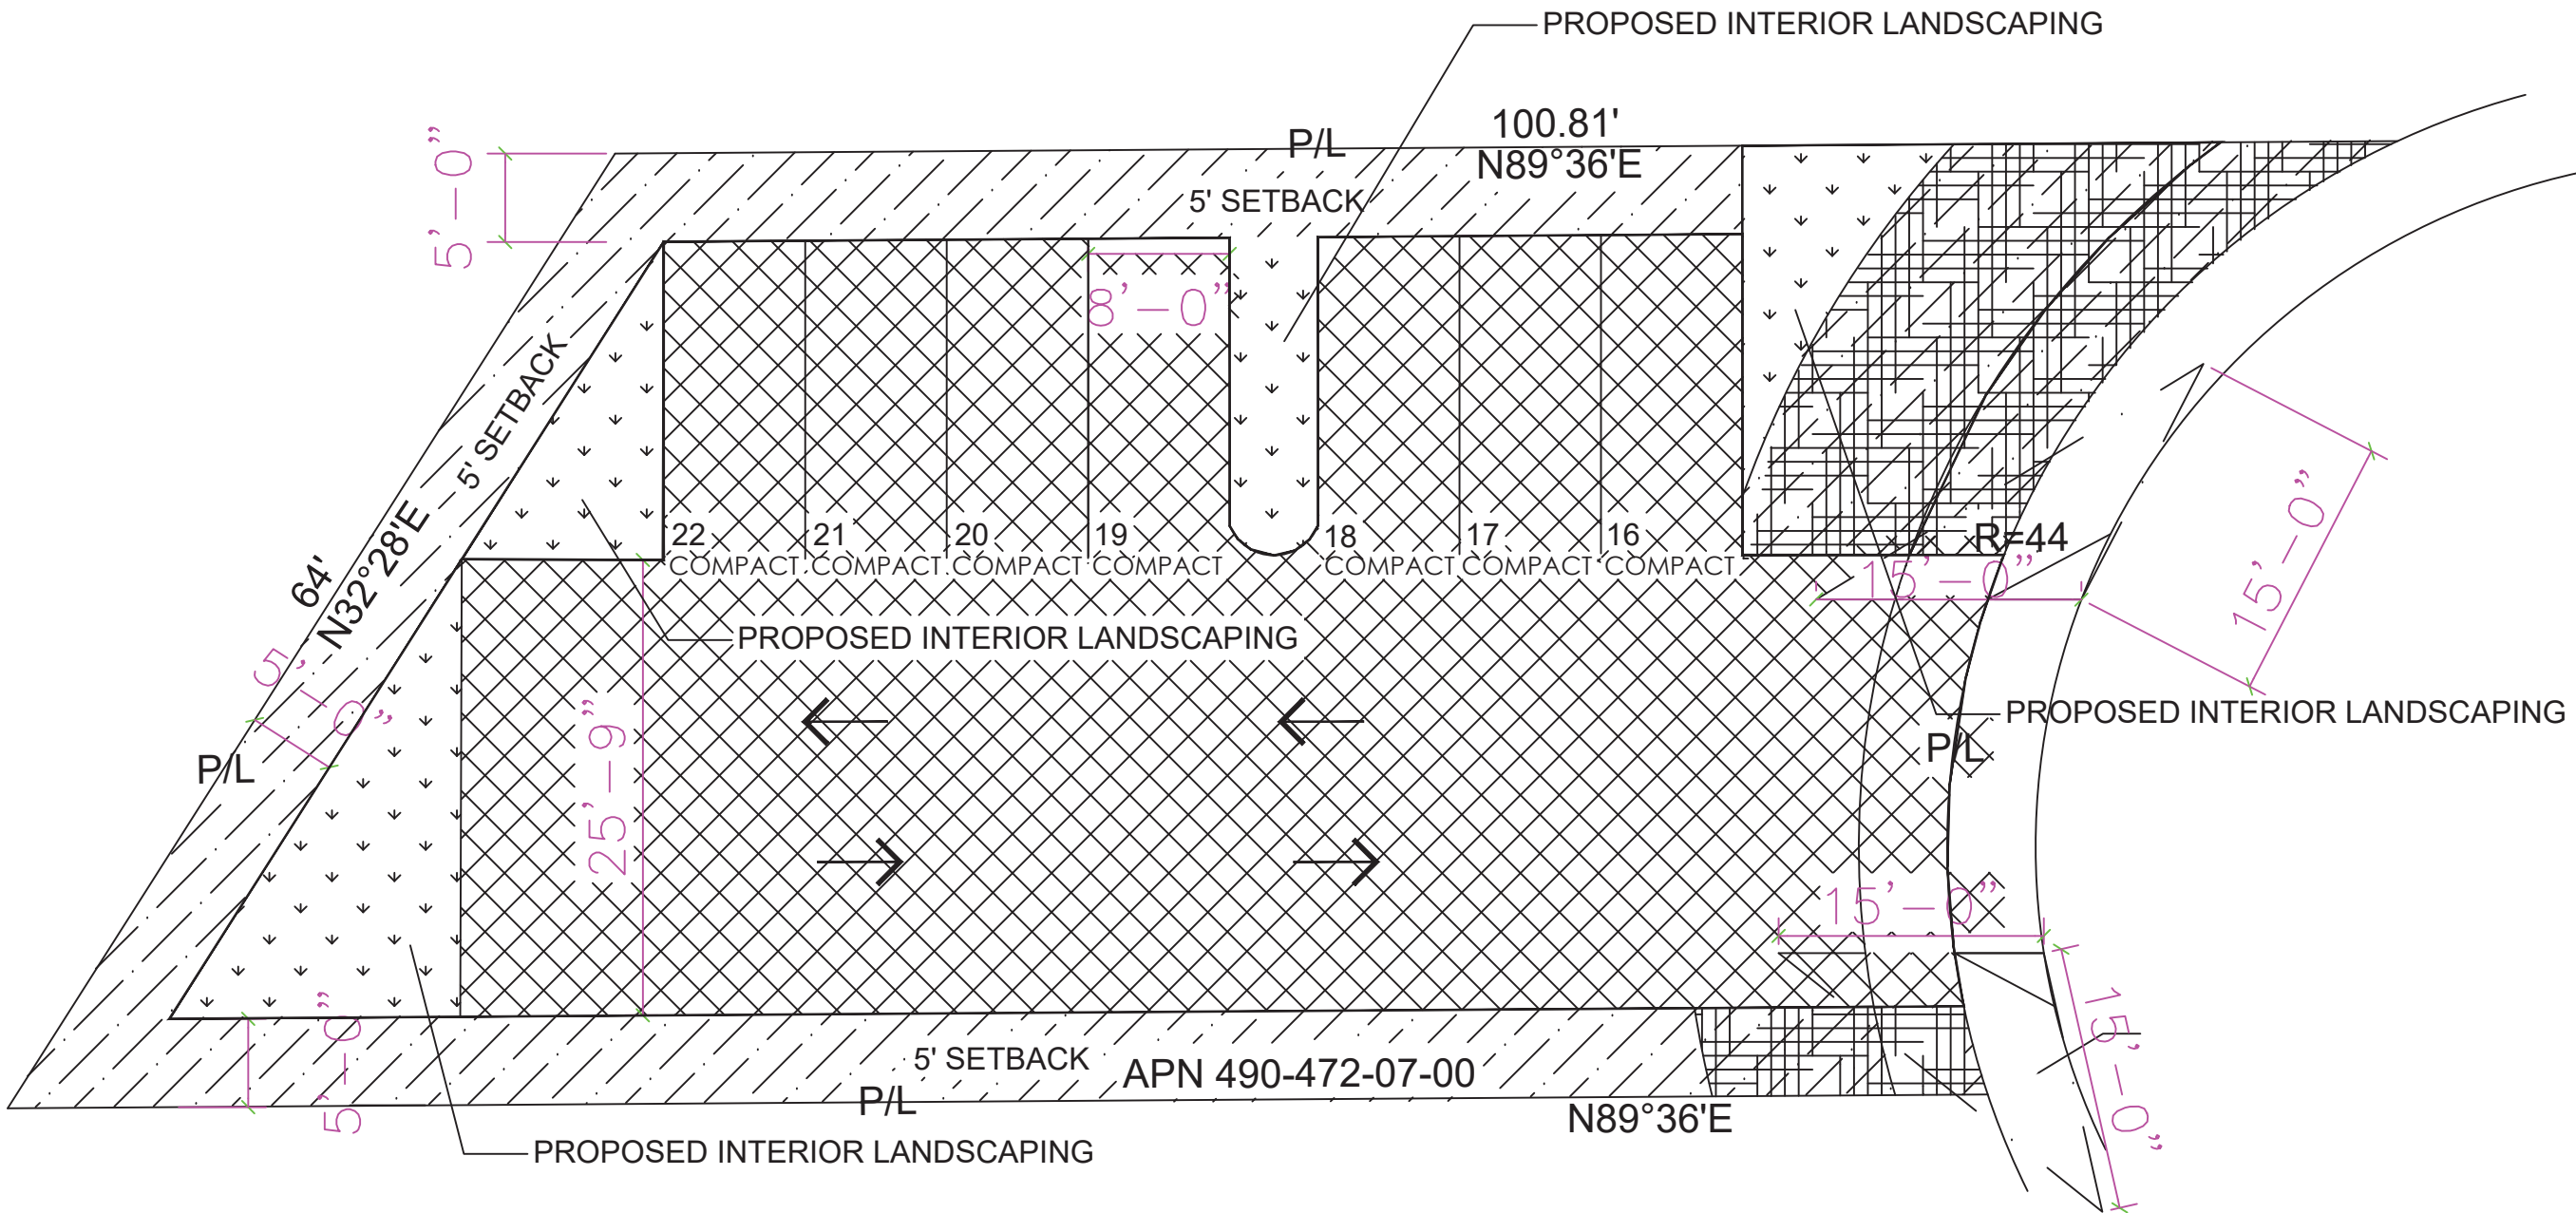 PROPOSED INTERIOR LANDSCAPING
100.81'
P/L
N89°36'E
5'-0"
5' SETBACK
8'-0"
5' SETBACK
64'
N32°28'E
22
21
20
19
18
17
16
COMPACT
COMPACT
COMPACT
COMPACT
COMPACT
COMPACT
COMPACT
R=44
15'-0"
15'-0"
PROPOSED INTERIOR LANDSCAPING
5'-0"
P/L
25'-9"
PROPOSED INTERIOR LANDSCAPING
P/L
15'-0"
5'-0"
5' SETBACK
APN 490-472-07-00
P/L
N89°36'E
15'-0"
PROPOSED INTERIOR LANDSCAPING